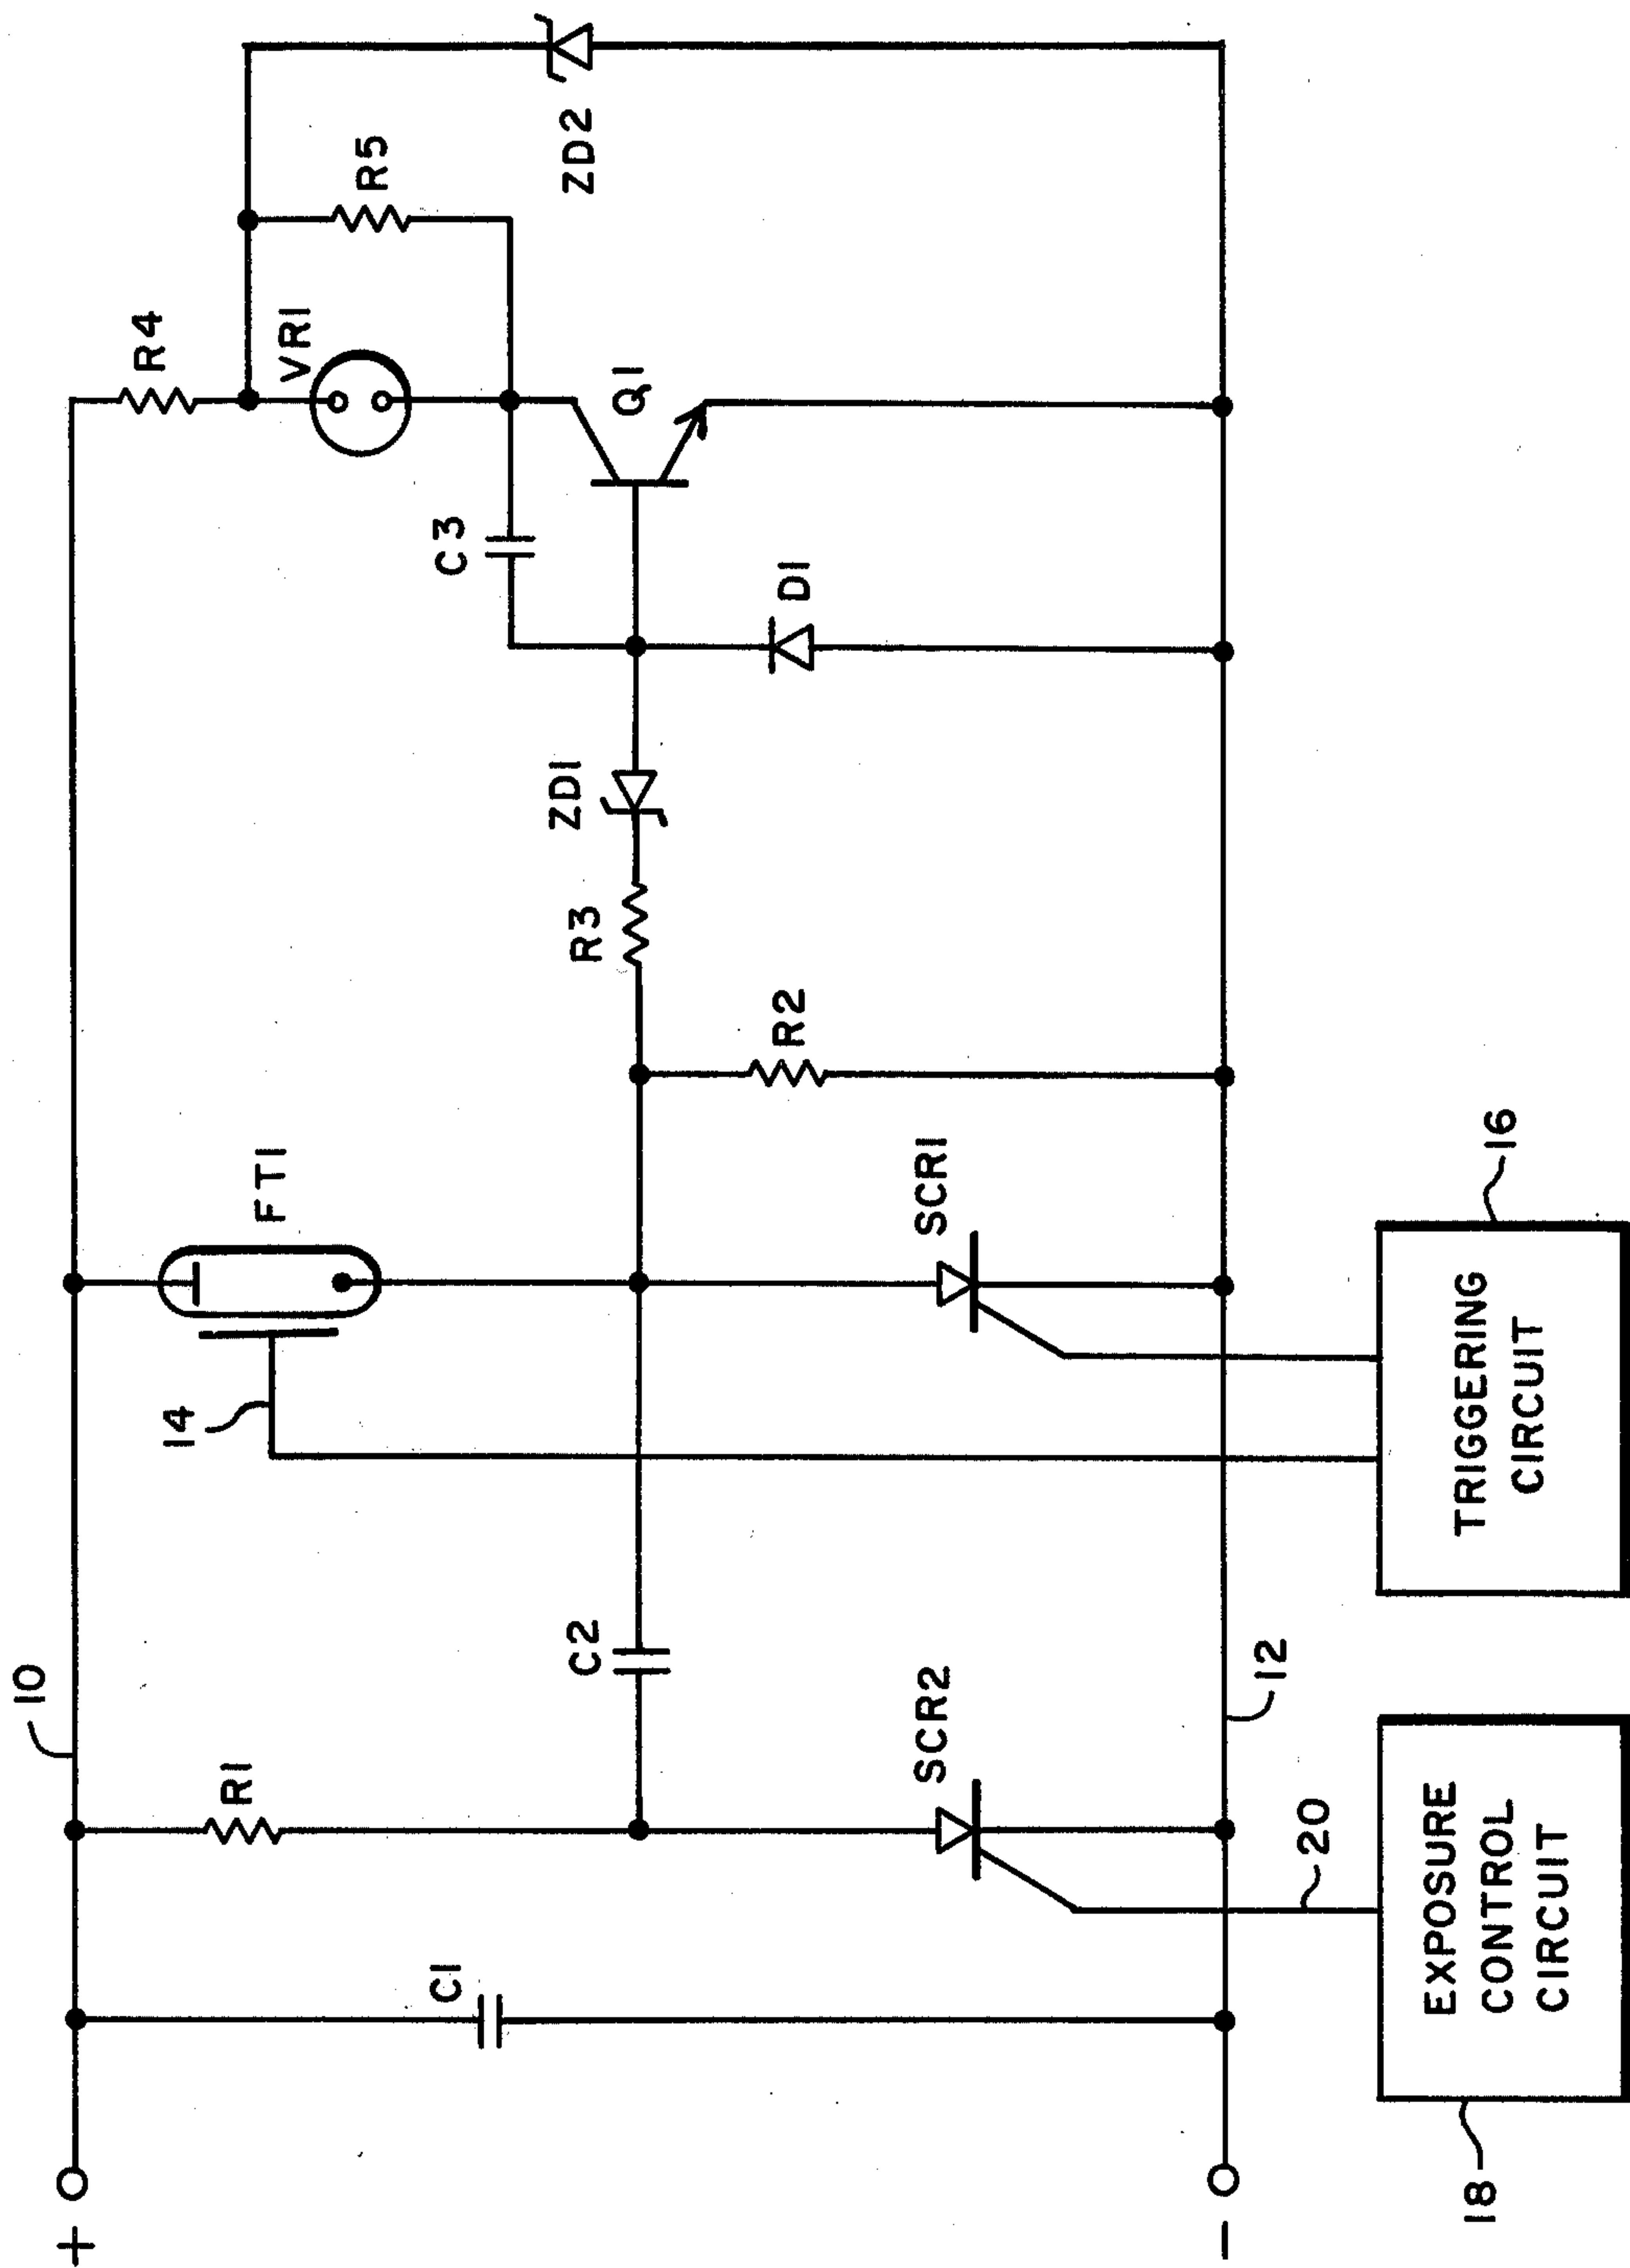 +
10
R1
C1
C2
SCR2
14
FT1
SCR1
R2
R3
ZD1
D1
C3
Q1
R4
VR1
R5
ZD2
−
12
20
18
EXPOSURE
CONTROL
CIRCUIT
16
TRIGGERING
CIRCUIT